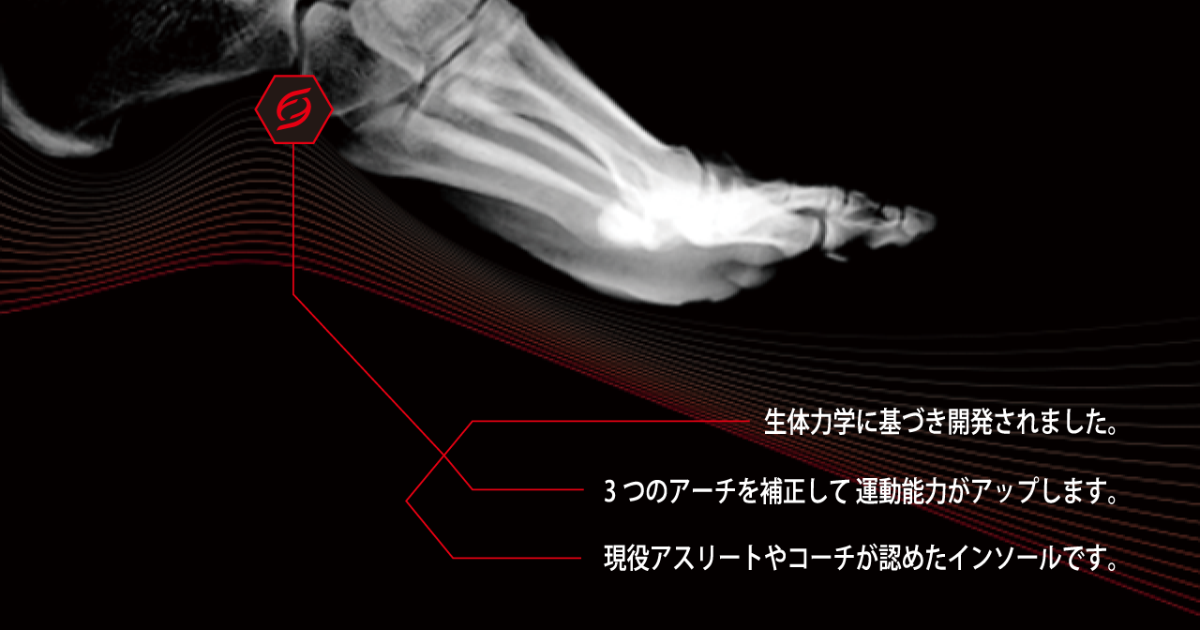 生体力学に基づき開発されました。
3つのアーチを補正して 運動能力がアップします。
現役アスリートやコーチが認めたインソールです。